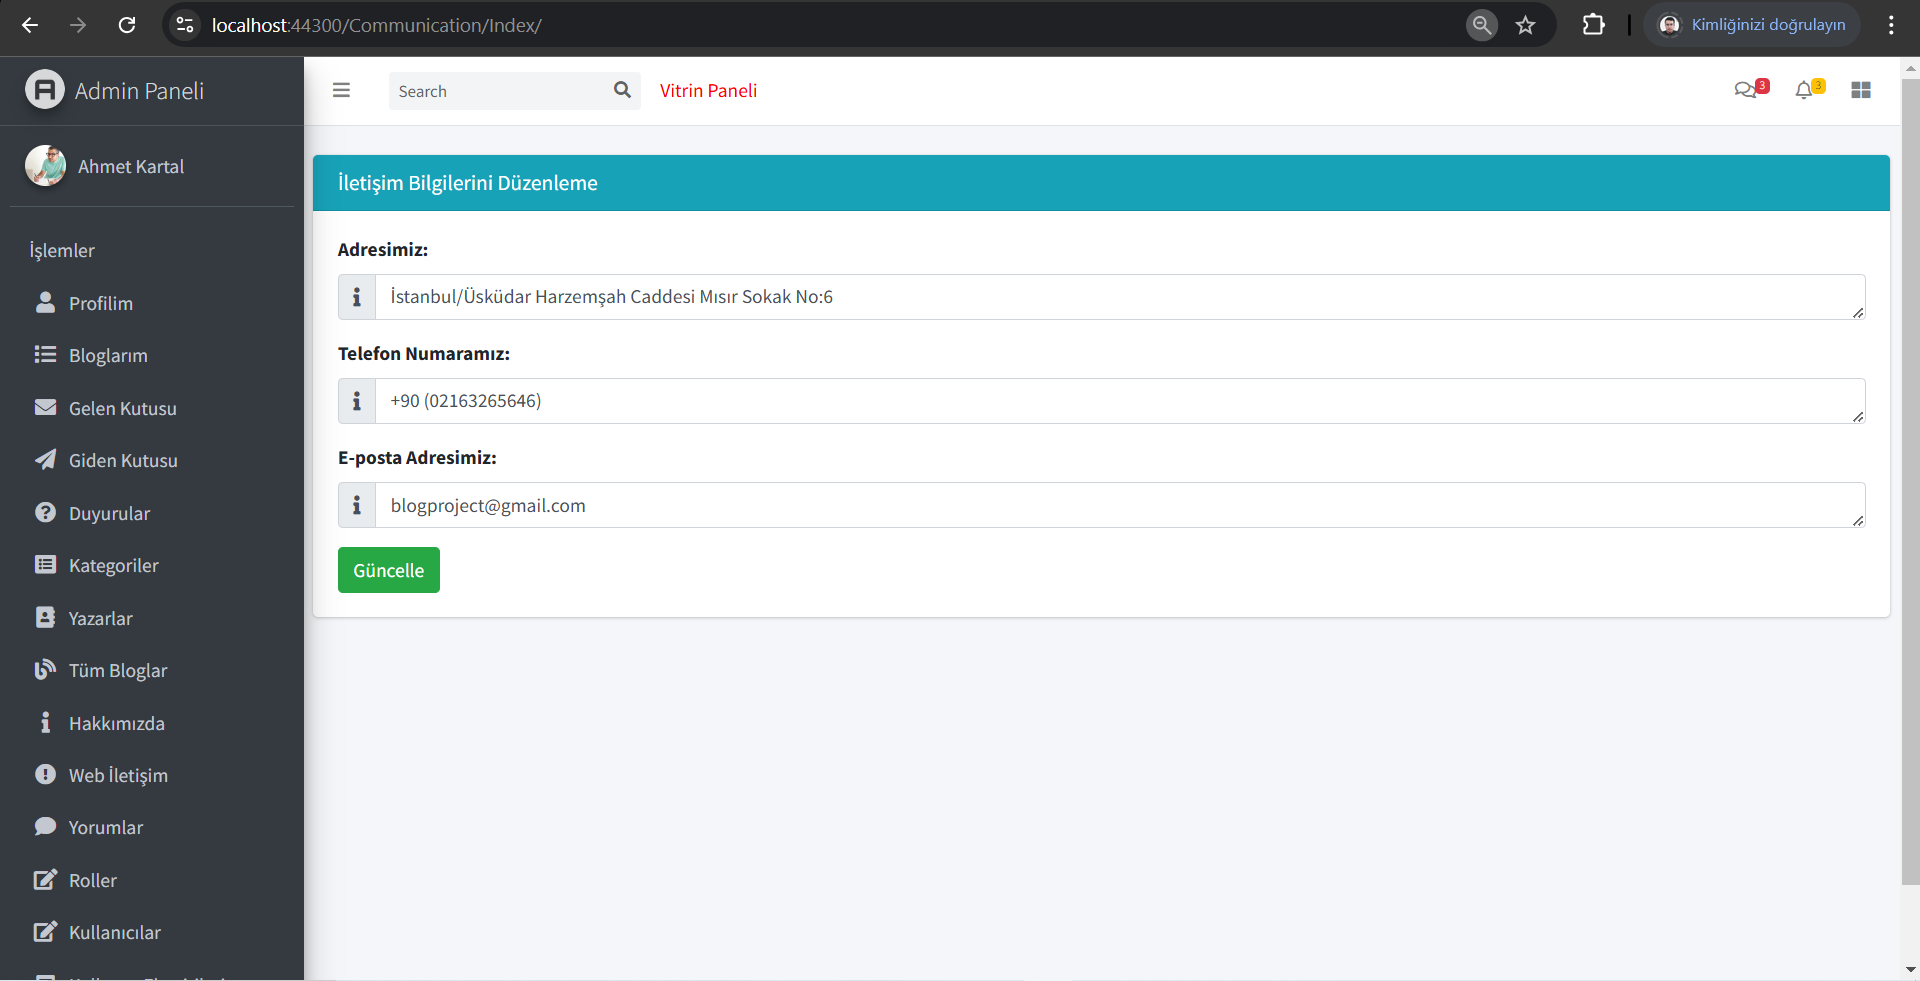 localhost:44300/Communication/Index/
Kimliğinizi doğrulayın
Admin Paneli
Search
Vitrin Paneli
3
3
Ahmet Kartal
İşlemler
Profilim
Bloglarım
Gelen Kutusu
Giden Kutusu
Duyurular
Kategoriler
Yazarlar
Tüm Bloglar
Hakkımızda
Web İletişim
Yorumlar
Roller
Kullanıcılar
İletişim Bilgilerini Düzenleme
Adresimiz:
İstanbul/Üsküdar Harzemşah Caddesi Mısır Sokak No:6
Telefon Numaramız:
+90 (02163265646)
E-posta Adresimiz:
blogproject@gmail.com
Güncelle